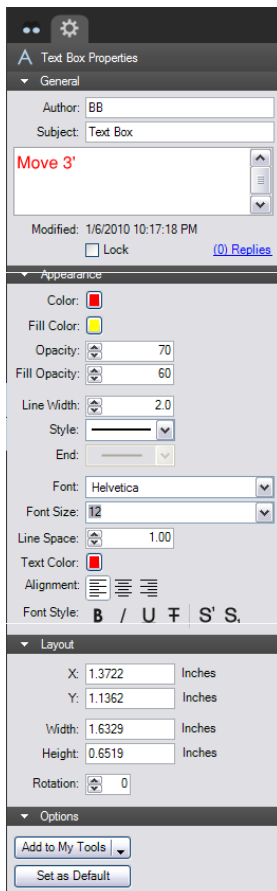 Text Box Properties
General
Author: BB
Subject: Text Box
Move 3'
Modified: 1/6/2010 10:17:18 PM
Lock (0) Replies
Appearance
Color:
Fill Color:
Opacity: 70
Fill Opacity: 60
Line Width: 2.0
Style:
End:
Font: Helvetica
Font Size: 12
Line Space: 1.00
Text Color:
Alignment:
Font Style: B I U T S' S,
Layout
X: 1.3722 Inches
Y: 1.1362 Inches
Width: 1.6329 Inches
Height: 0.6519 Inches
Rotation: 0
Options
Add to My Tools
Set as Default